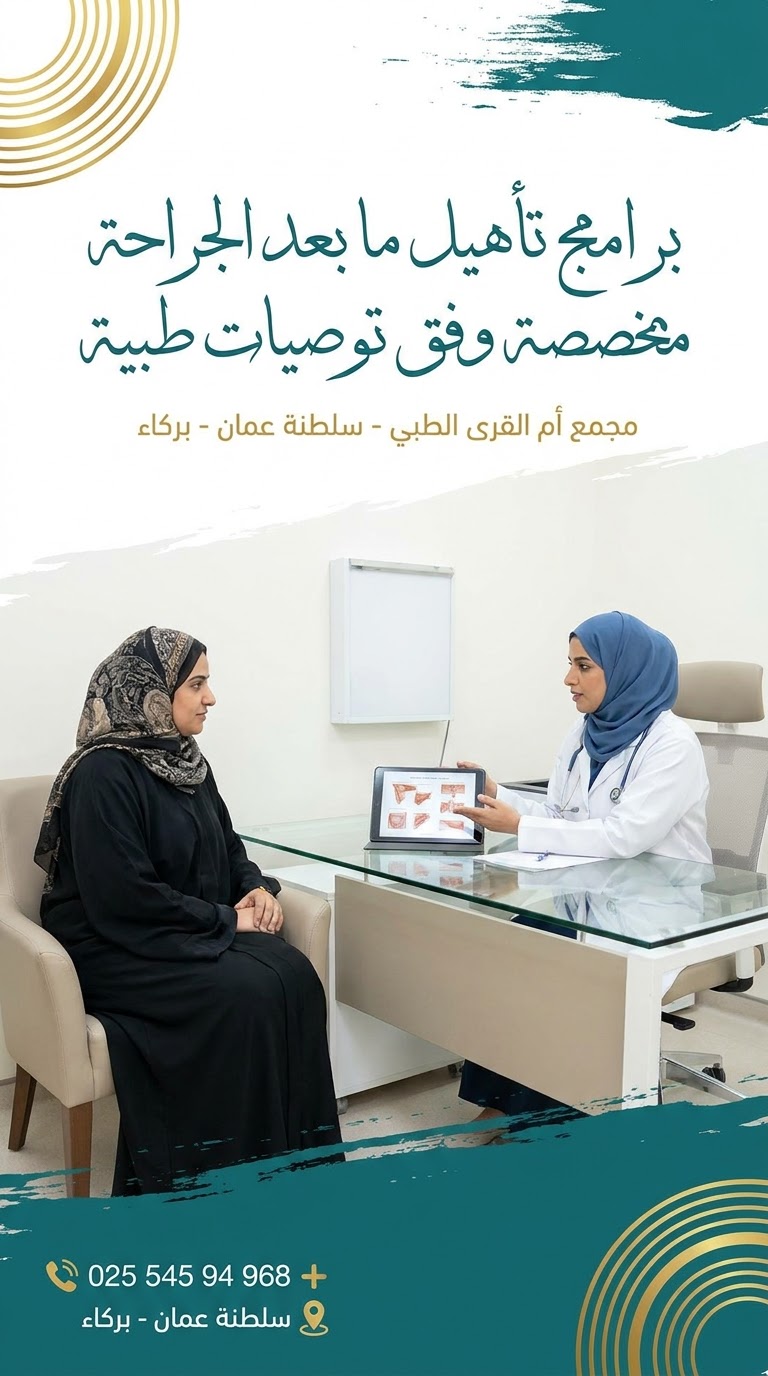 برامج تأهيل ما بعد الجراحة
مخصصة وفق توصيات طبية
مجمع أم القرى الطبي - سلطنة عمان - بركاء
025 545 94 968 +
سلطنة عمان - بركاء